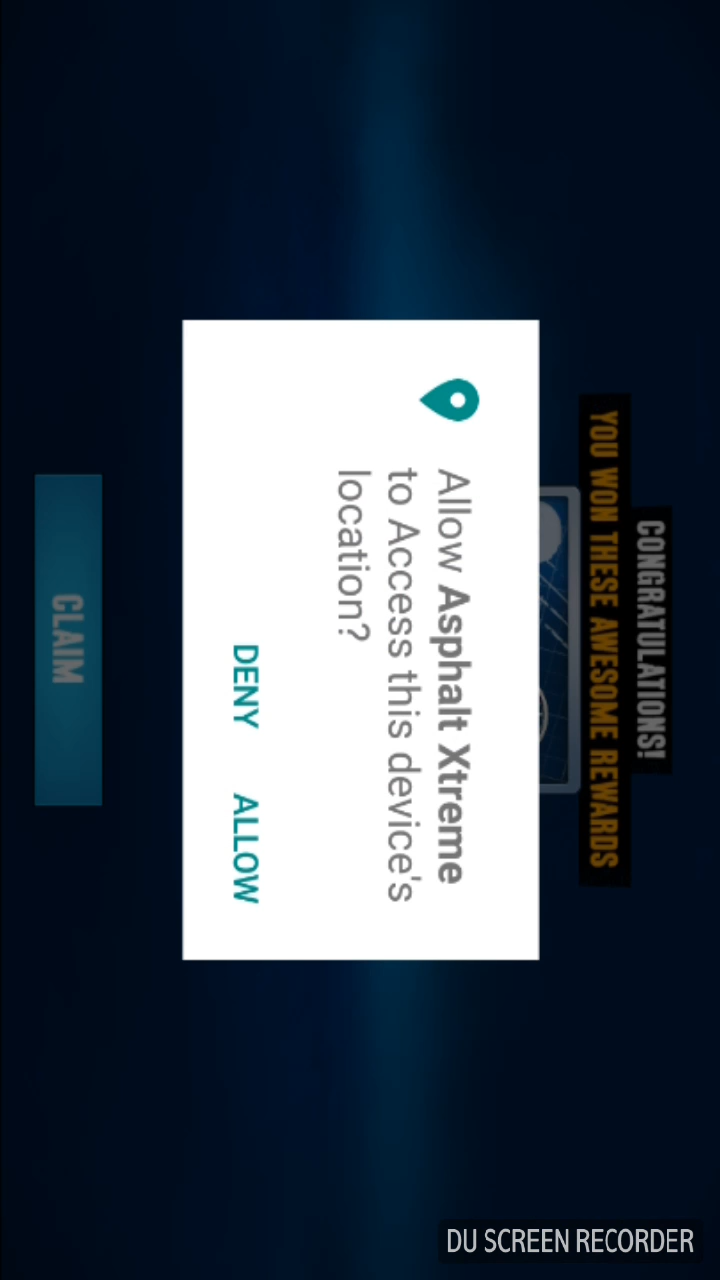 CONGRATULATIONS!
YOU WON THESE AWESOME REWARDS
Allow Asphalt Xtreme
to Access this device's
location?
DENY ALLOW
CLAIM
DU SCREEN RECORDER